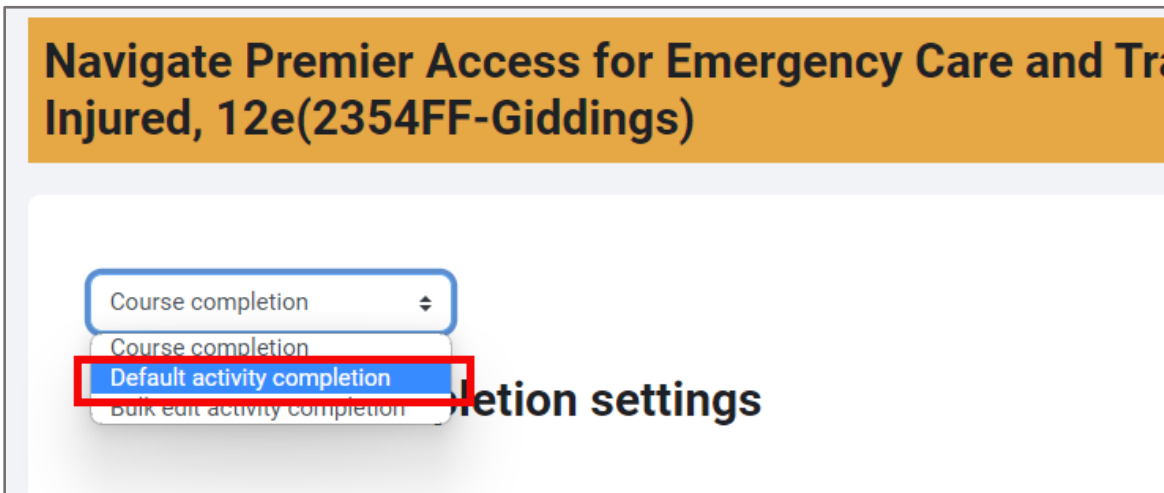 Navigate Premier Access for Emergency Care and Tra
Injured, 12e(2354FF-Giddings)
Course completion
Course completion
Default activity completion
Bulk edit activity completion
letion settings